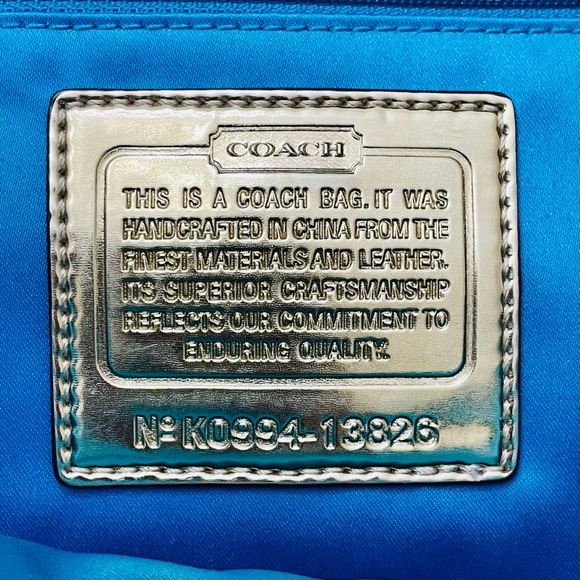 COACH
THIS IS A COACH BAG. IT WAS
HANDCRAFTED IN CHINA FROM THE
FINEST MATERIALS AND LEATHER.
ITS SUPERIOR CRAFTSMANSHIP
REFLECTS OUR COMMITMENT TO
ENDURING QUALITY.
Nº K0994-13826